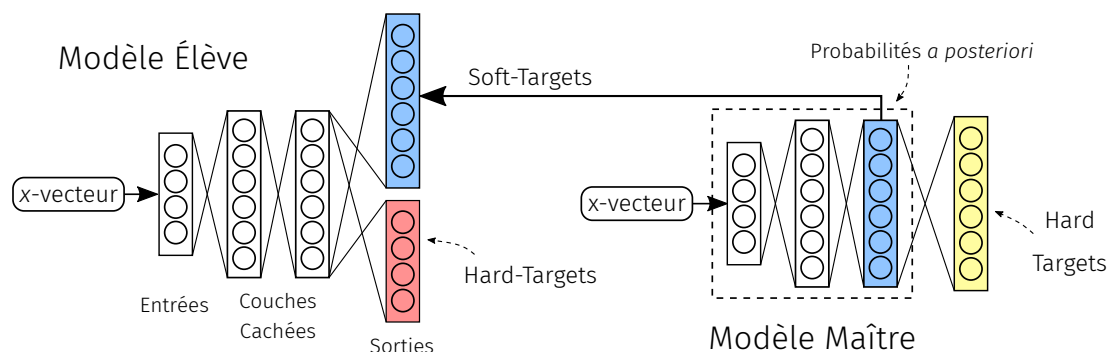 Modèle Élève
x-vecteur
Entrées
Couches
Cachées
Sorties
Hard-Targets
Soft-Targets
Probabilités a posteriori
x-vecteur
Hard
Targets
Modèle Maître